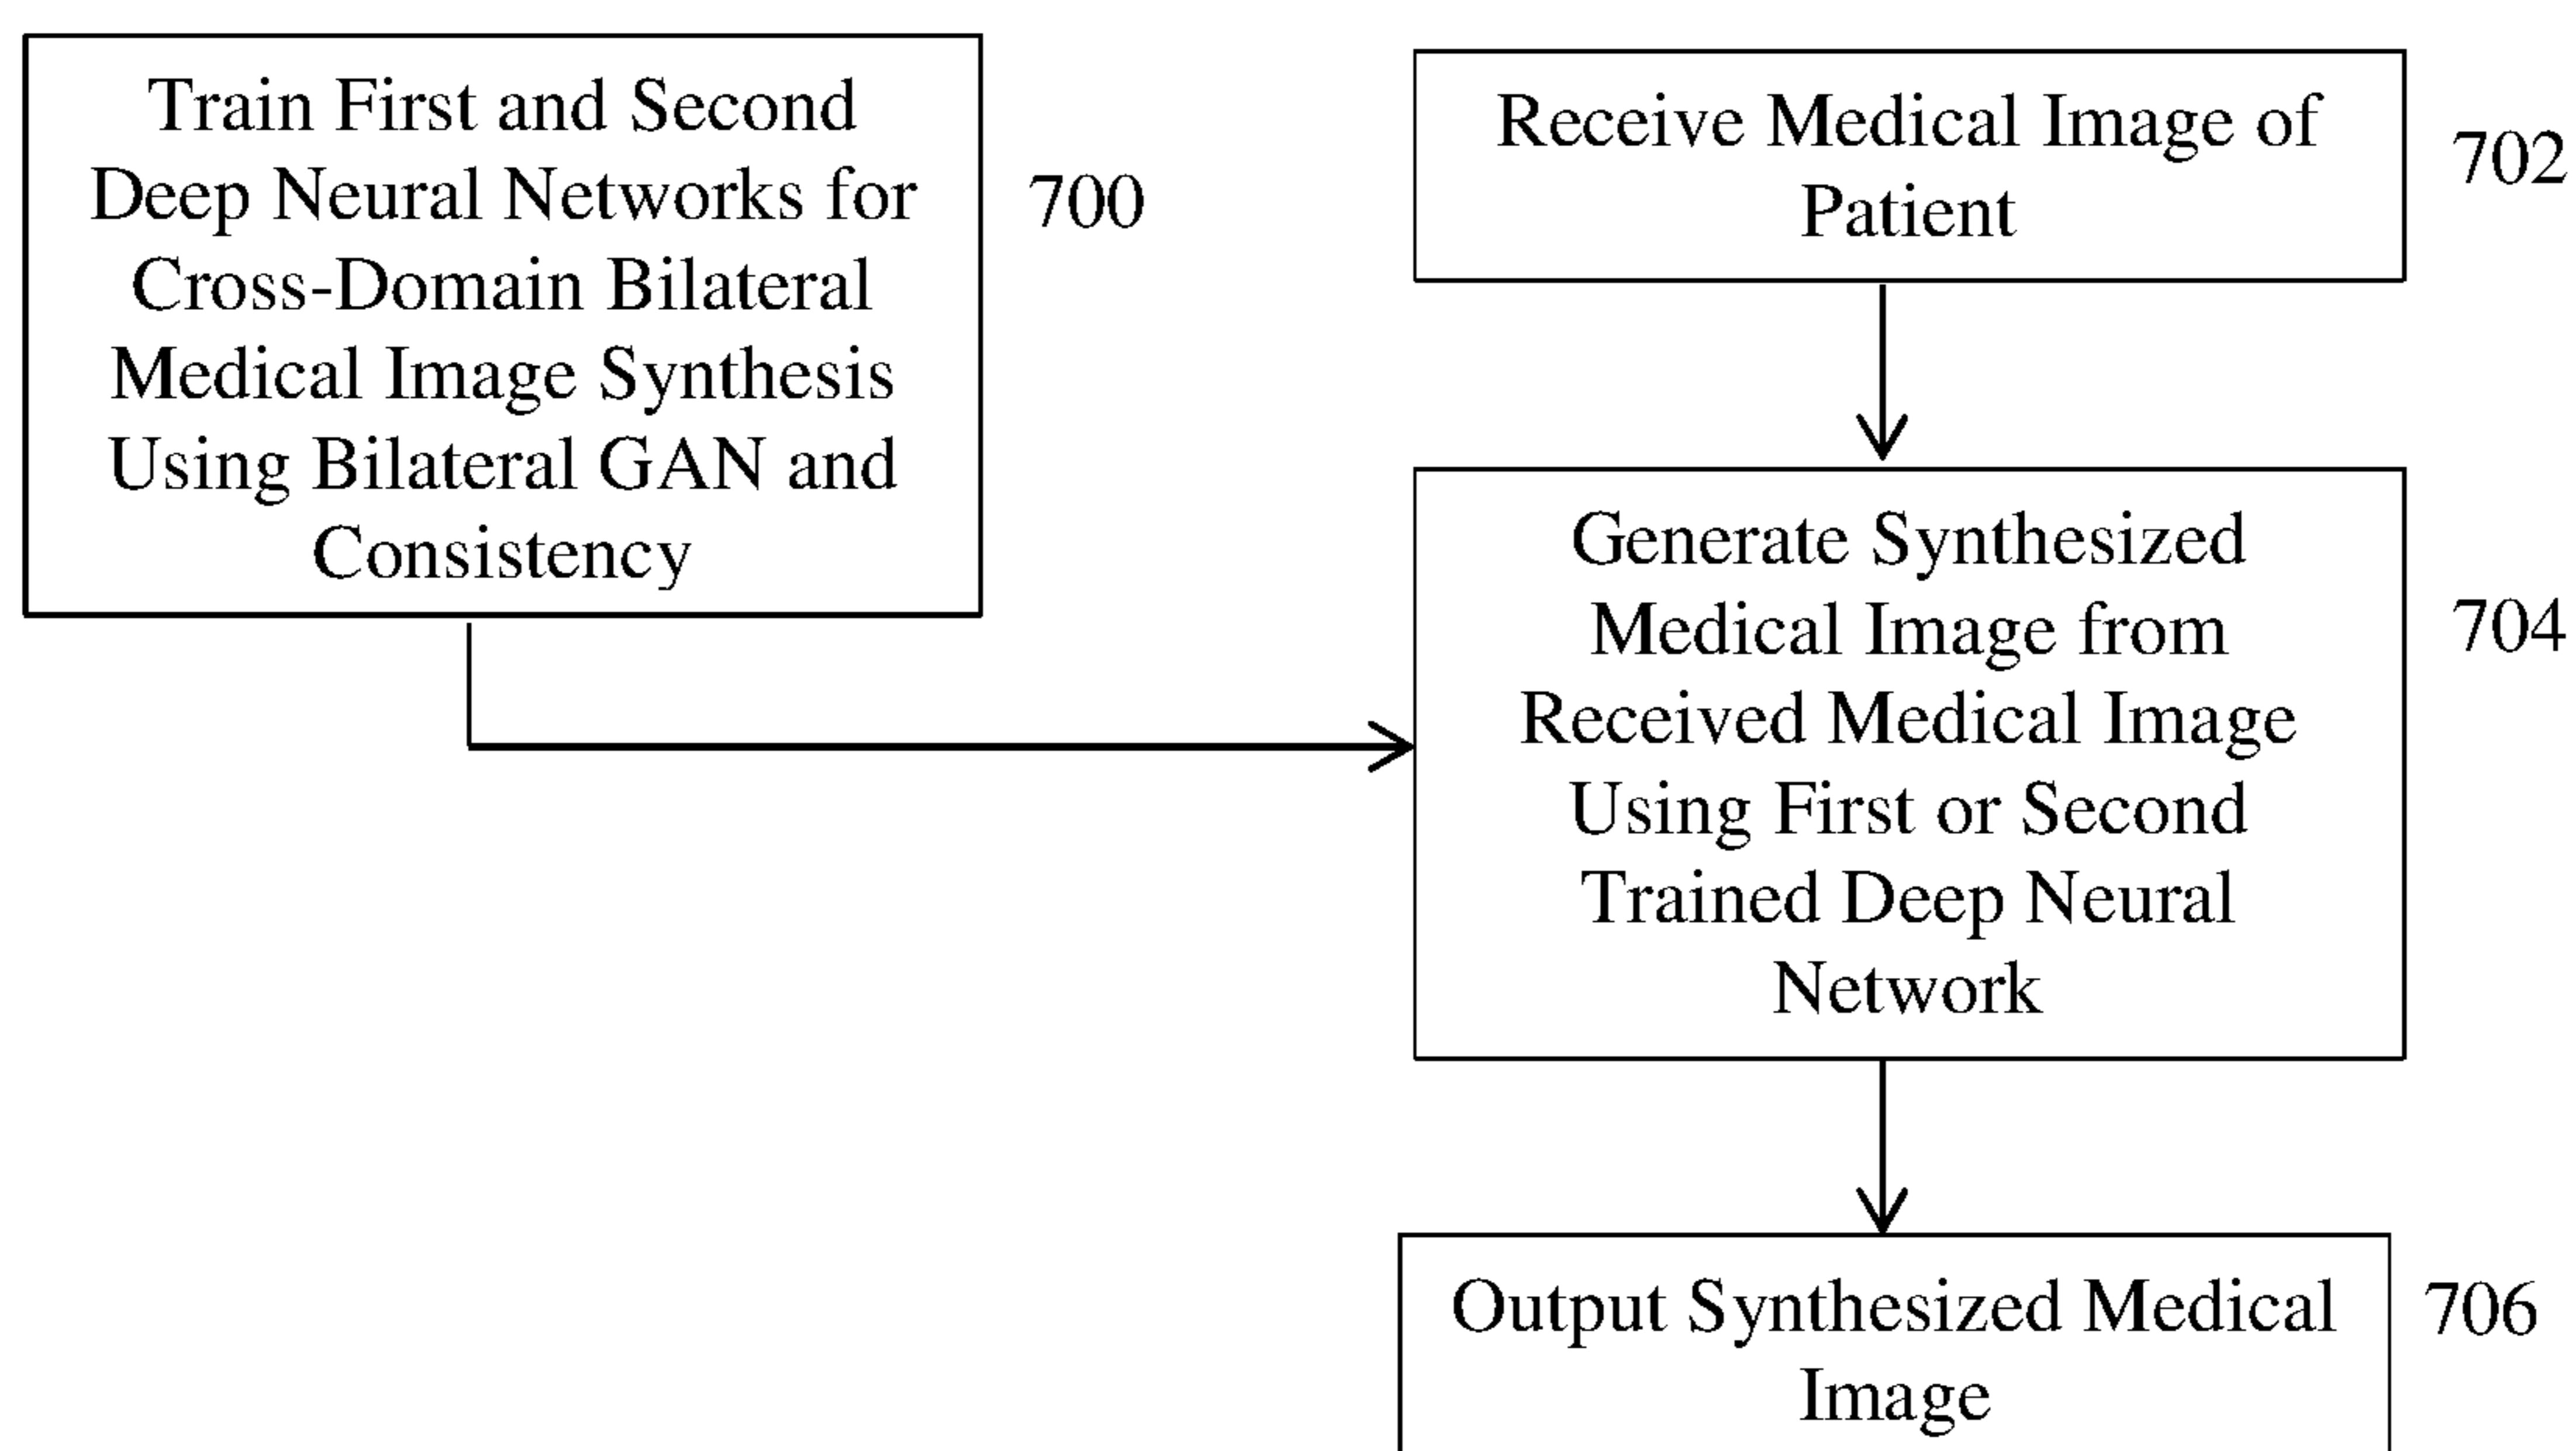 Train First and Second
Deep Neural Networks for
Cross-Domain Bilateral
Medical Image Synthesis
Using Bilateral GAN and
Consistency
700
Receive Medical Image of
Patient
702
Generate Synthesized
Medical Image from
Received Medical Image
Using First or Second
Trained Deep Neural
Network
704
Output Synthesized Medical
Image
706